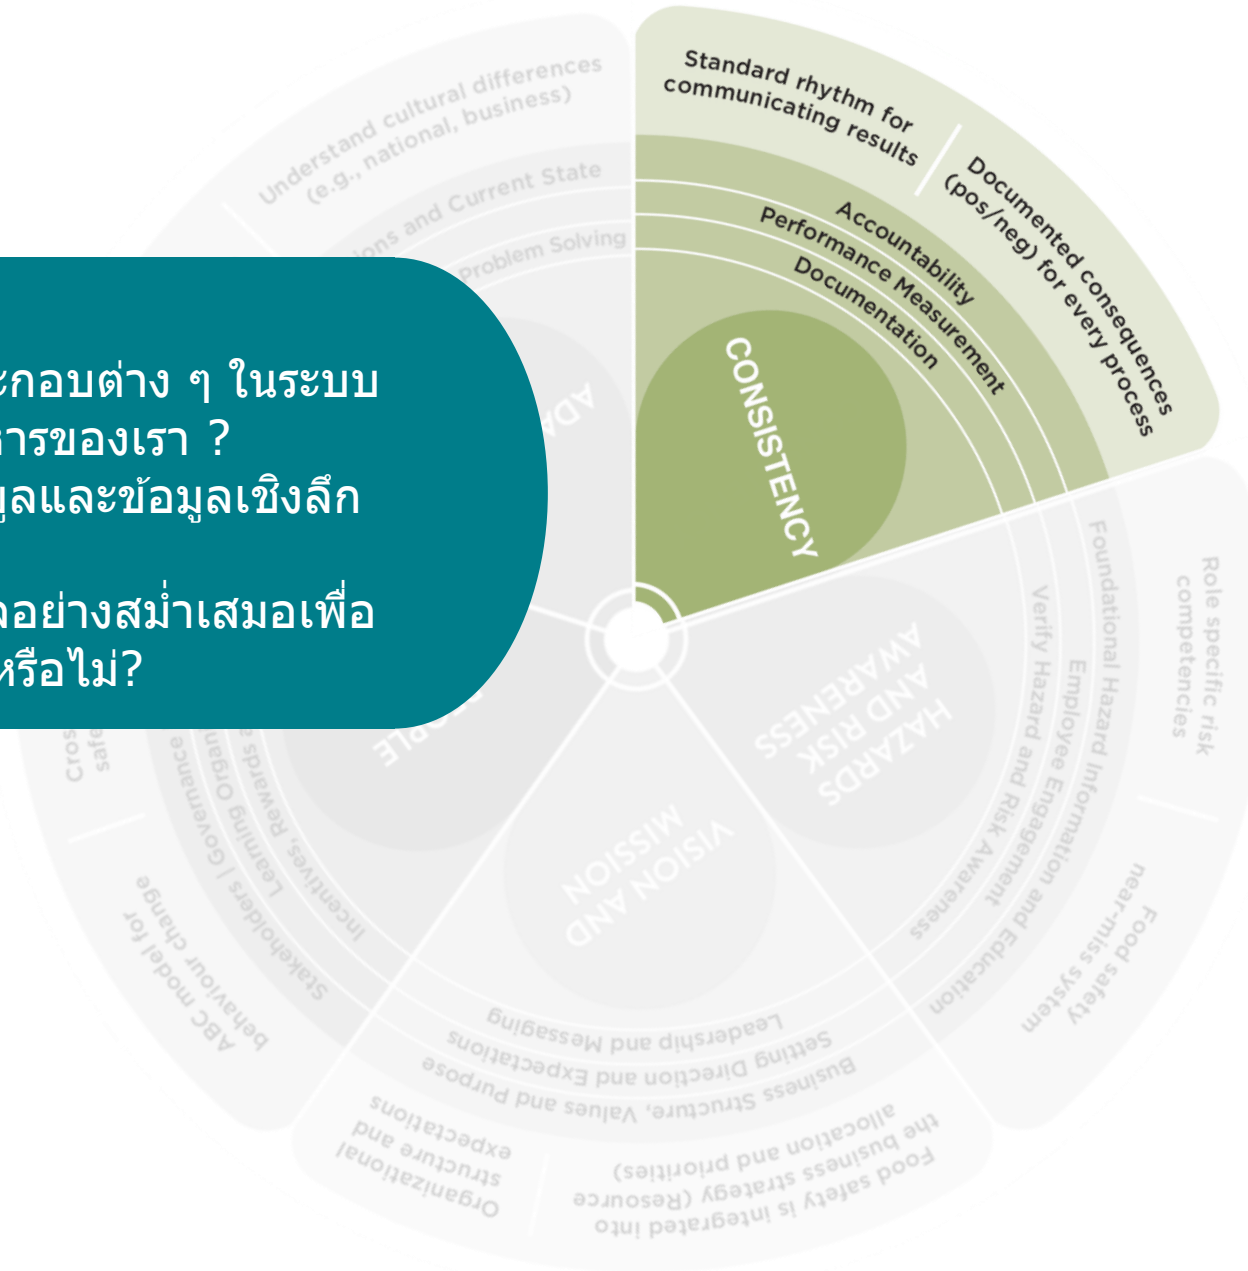 Standard rhythm for
communicating results
Documented consequences
(pos/neg) for every process
Accountability
Performance Measurement
Documentation
CONSISTENCY
Understand cultural differences
(e.g., national, business)
and Current State
Problem Solving
กอบต่าง ๆ ในระบบ
ารของเรา ?
ูลและข้อมูลเชิงลึก
อย่างสม่ำเสมอเพื่อ
หรือไม่?
Role specific risk
competencies
Food safety
near-miss system
Foundational Hazard Information and Education
Employee Engagement
Verify Hazard and Risk Awareness
HAZARDS
AND RISK
AWARENESS
VISION AND
MISSION
Leadership and Messaging
Setting Direction and Expectations
Business Structure, Values and Purpose
Food safety is integrated into
the business strategy (Resource
allocation and priorities)
Organizational
structure and
expectations
ABC model for
behaviour change
Stakeholders | Governance
Learning
Incentives, Rewards